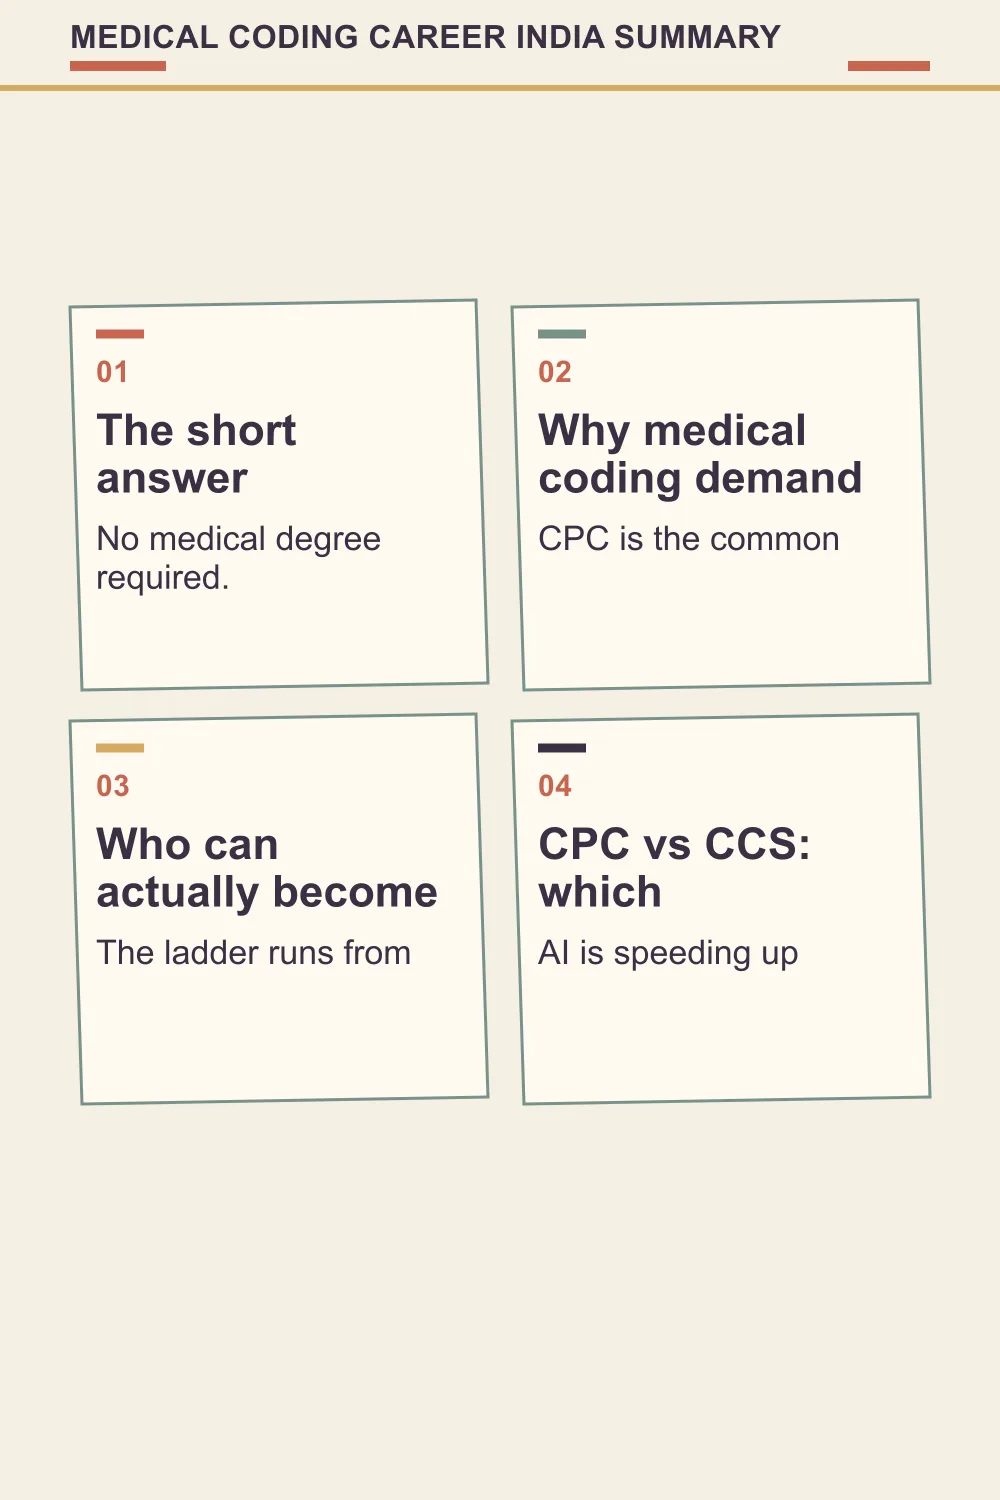 MEDICAL CODING CAREER INDIA SUMMARY
01
The short
answer
No medical degree
required.
02
Why medical
coding demand
CPC is the common
03
Who can
actually become
The ladder runs from
04
CPC vs CCS:
which
AI is speeding up